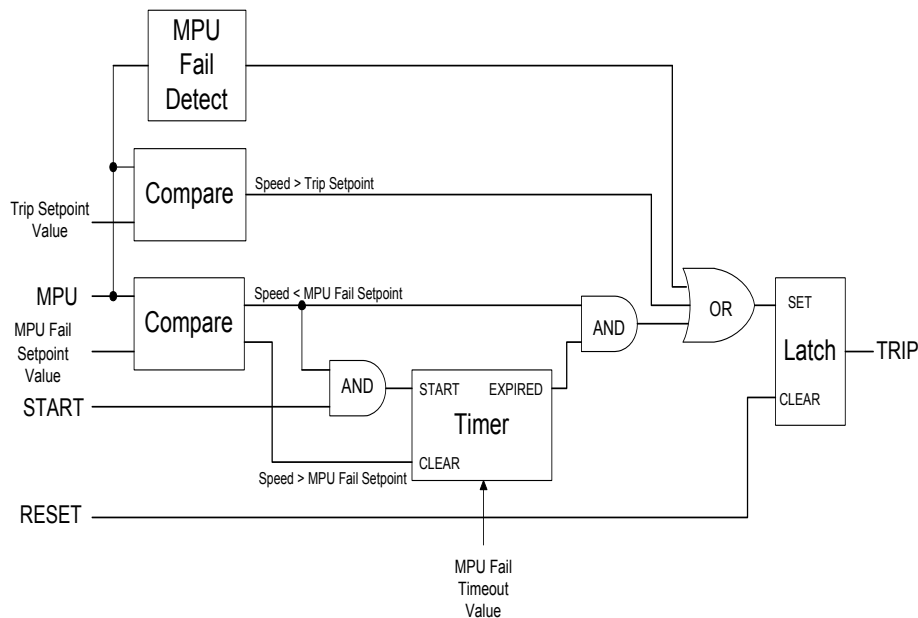 MPU
Fail
Detect
Compare
Speed > Trip Setpoint
Trip Setpoint
Value
MPU
Speed < MPU Fail Setpoint
Compare
MPU Fail
Setpoint
Value
AND
OR
SET
Latch
TRIP
CLEAR
AND
START
START
EXPIRED
Timer
CLEAR
Speed > MPU Fail Setpoint
RESET
MPU Fail
Timeout
Value